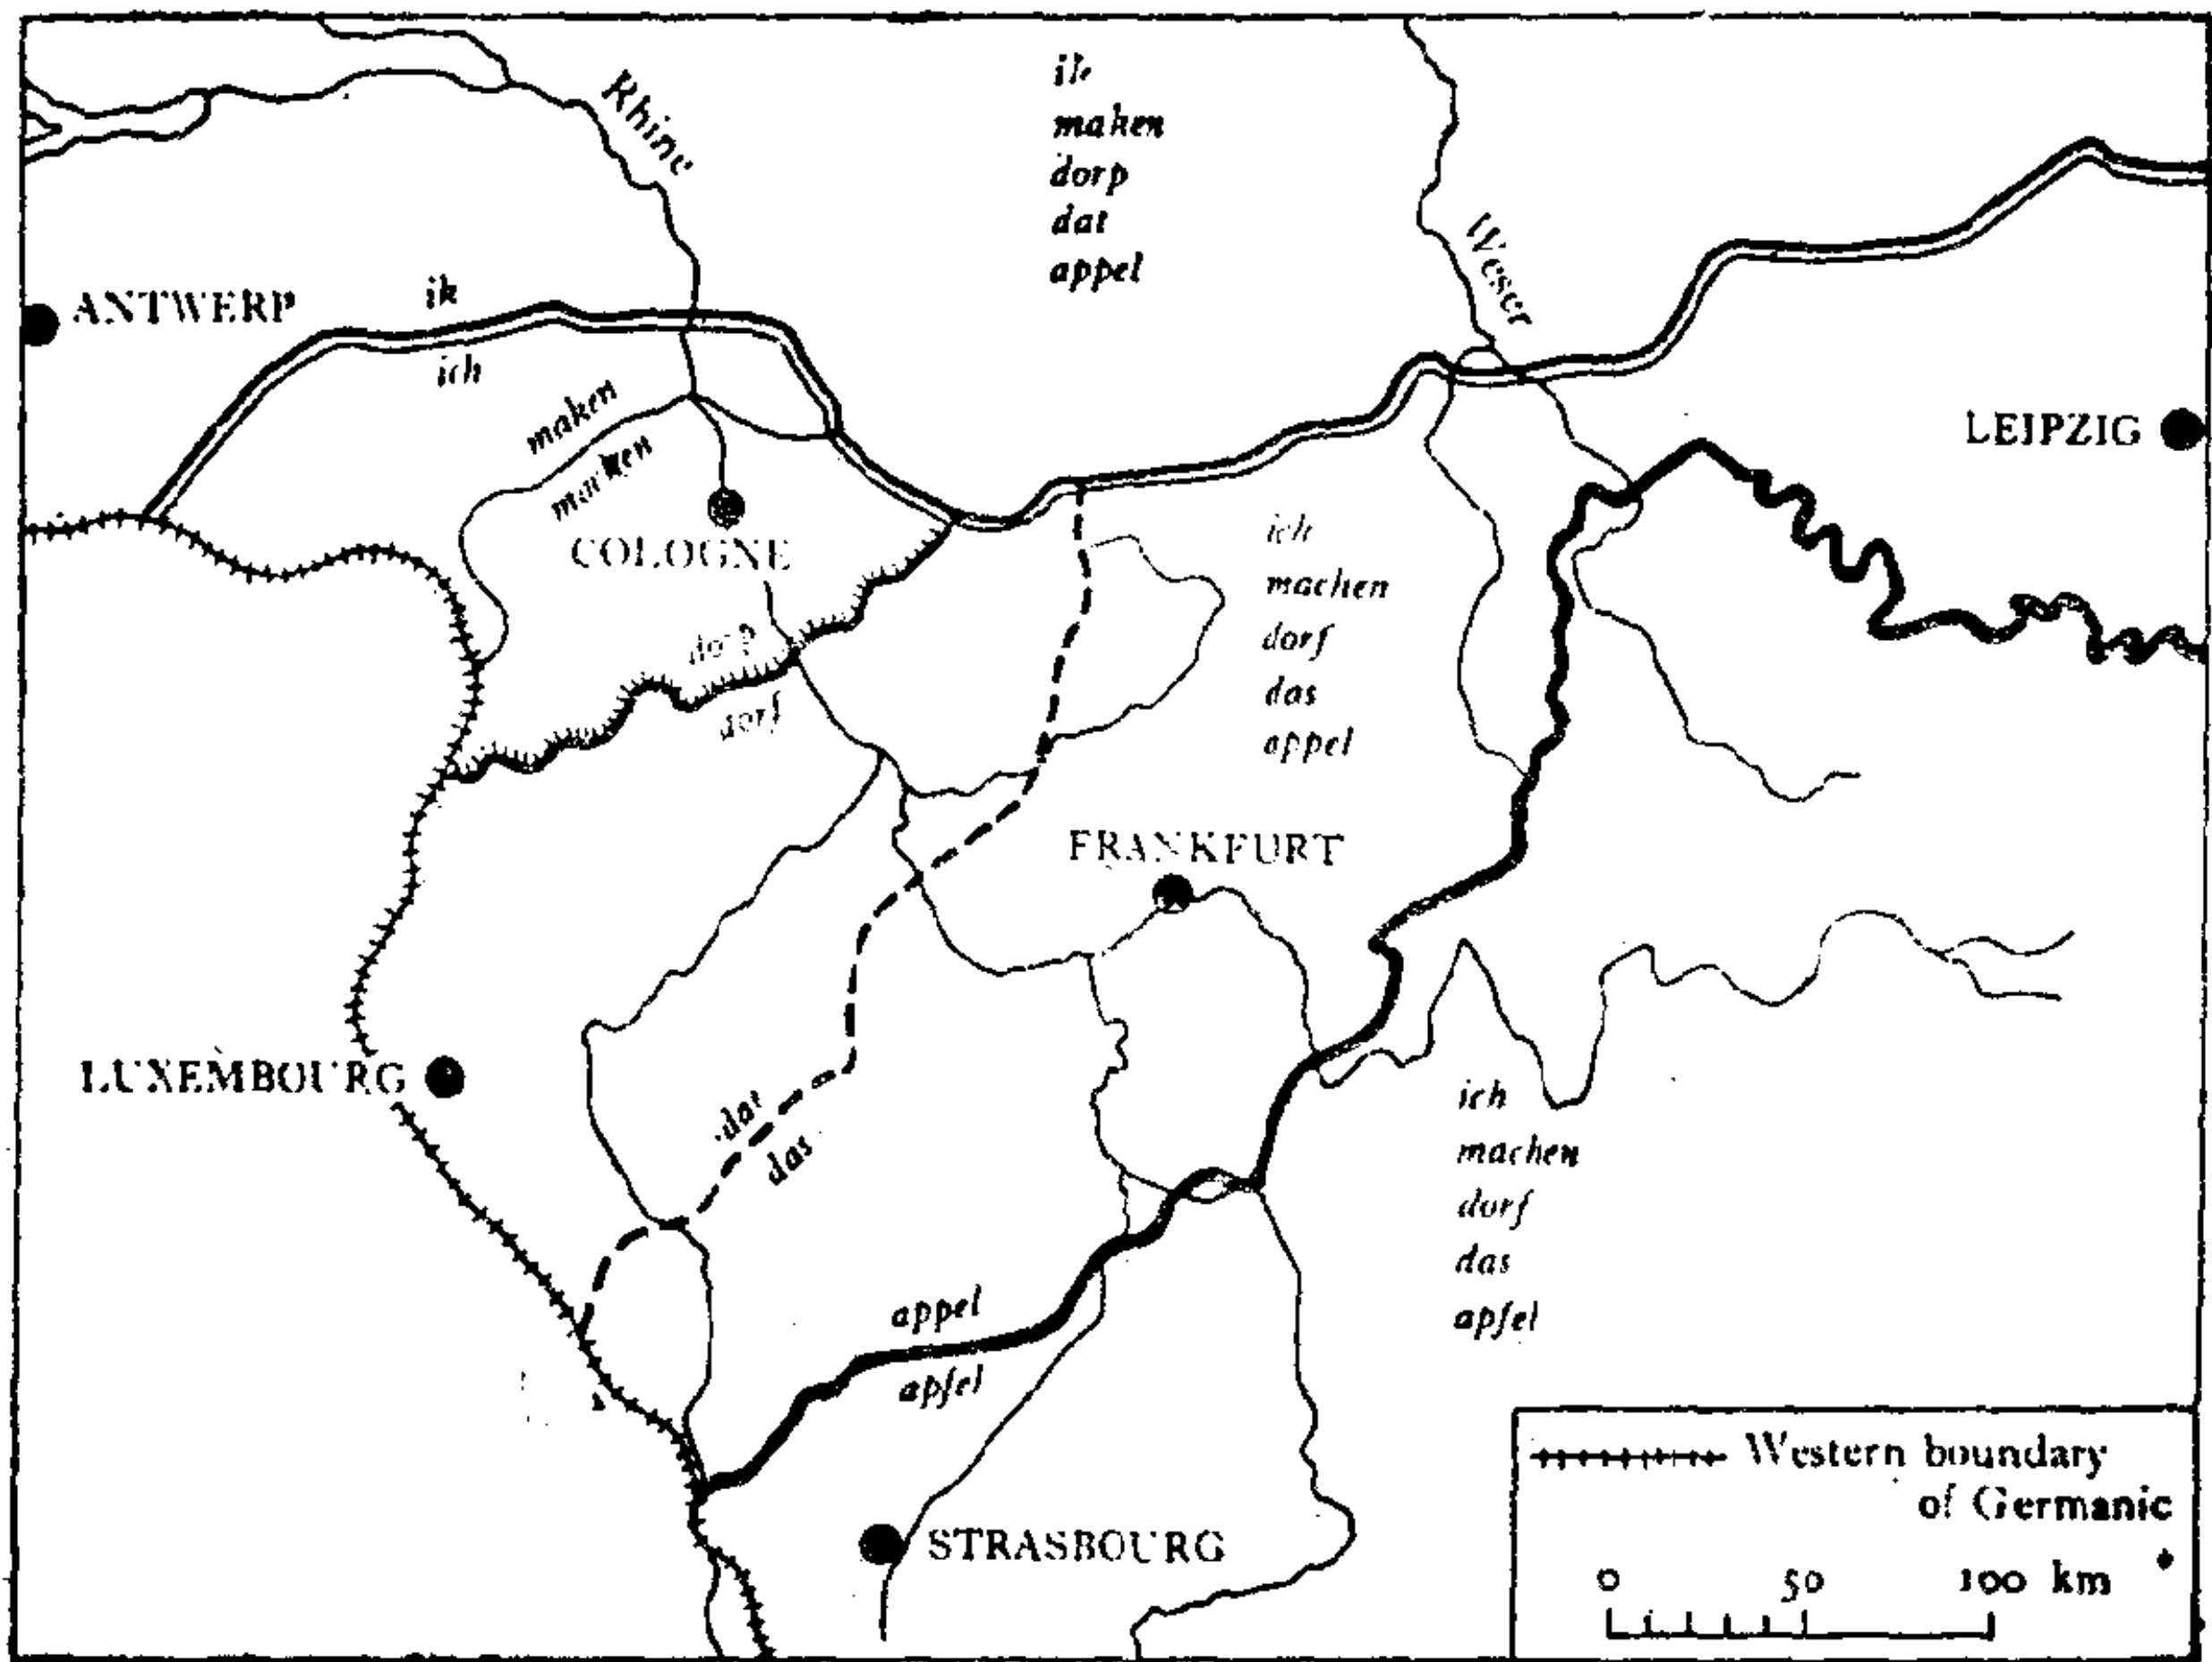 Rhine
ik
maken
dorp
dat
appel
Weser
ANTWERP
ik
ich
maken
LEIPZIG
COLOGNE
ich
machen
dorf
das
appel
dorf
FRANKFURT
LUXEMBOURG
dat
das
ich
machen
dorf
das
apfel
appel
apfel
STRASBOURG
Western boundary
of Germanic
0 50 100 km